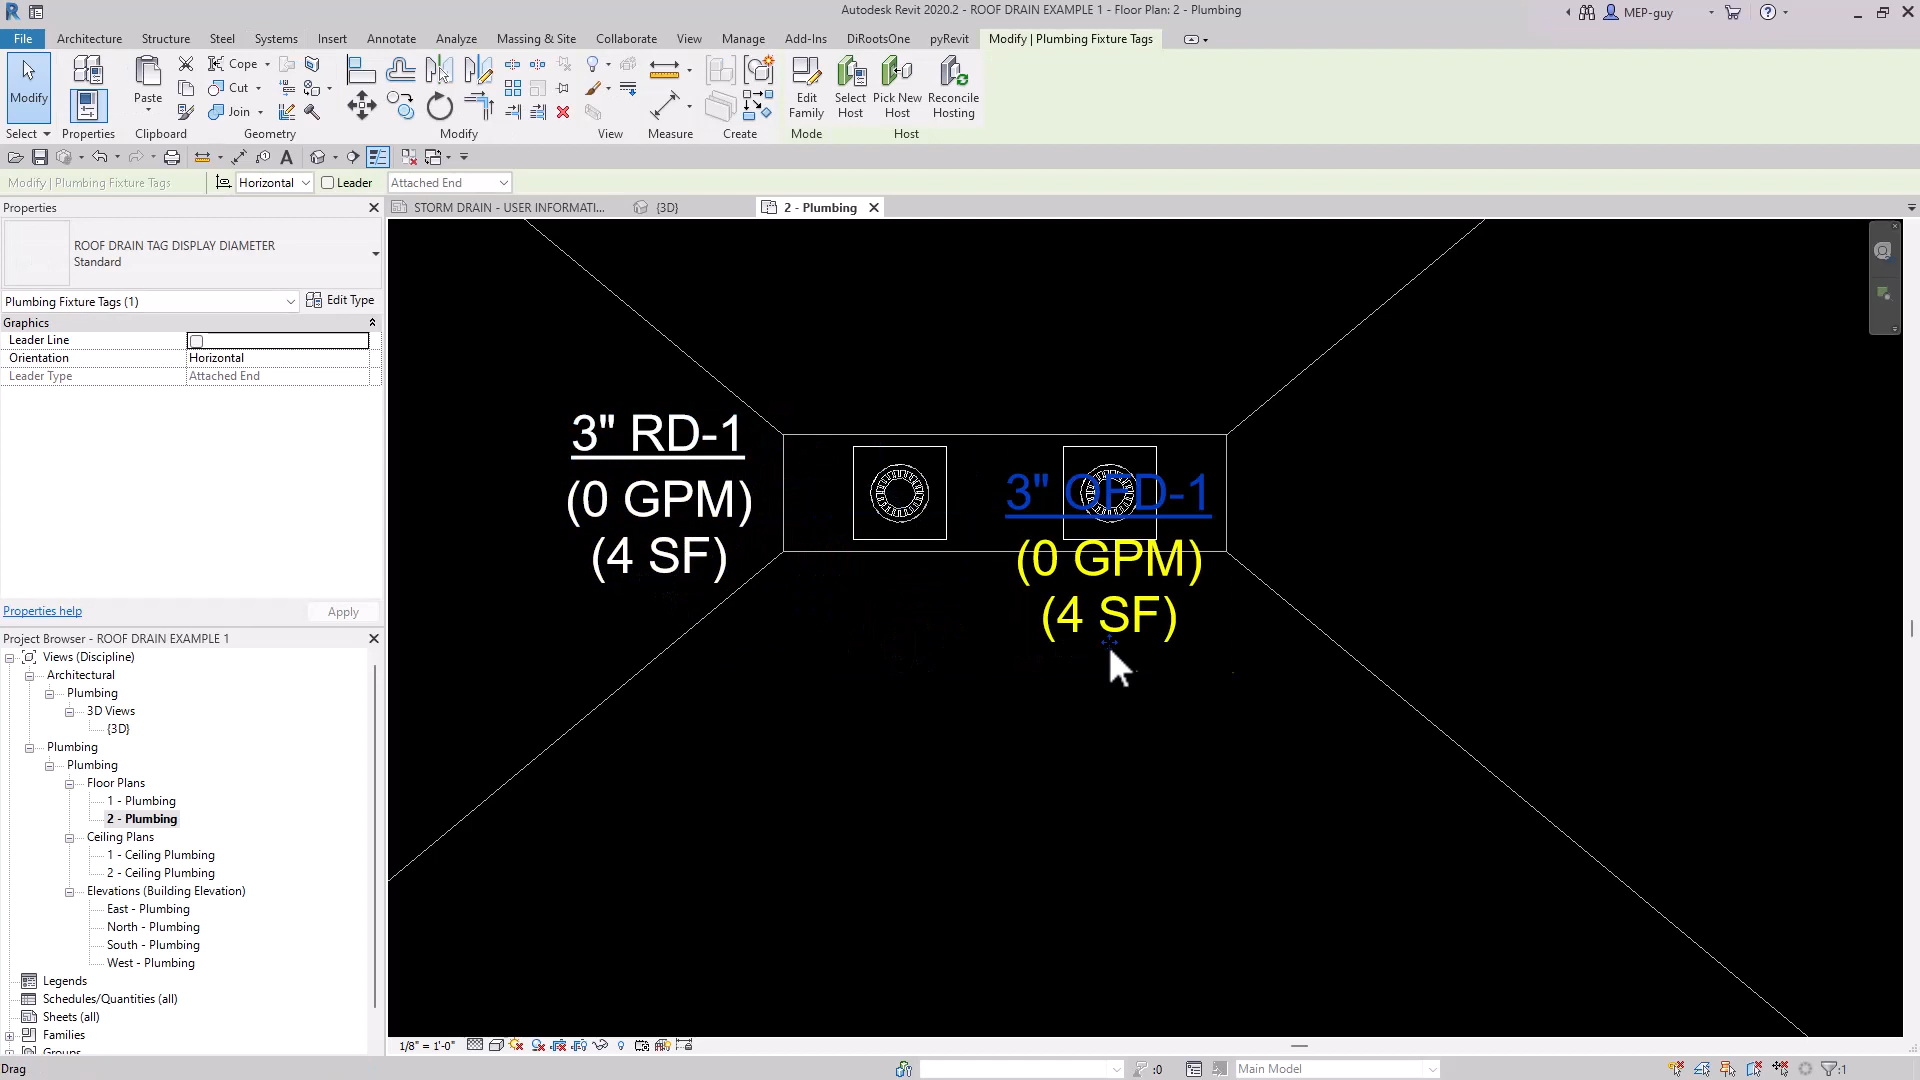 Autodesk Revit 2020.2 - ROOF DRAIN EXAMPLE 1 - Floor Plan: 2 - Plumbing
MEP-guy
File Architecture Structure Steel Systems Insert Annotate Analyze Massing & Site Collaborate View Manage Add-Ins DiRootsOne pyRevit Modify | Plumbing Fixture Tags
Modify
Paste
Cope
Cut
Join
Edit Family
Select Host
Pick New Host
Reconcile Hosting
Select Properties Clipboard Geometry Modify View Measure Create Mode Host
Modify | Plumbing Fixture Tags Horizontal Leader Attached End
Properties
STORM DRAIN - USER INFORMATI... {3D} 2 - Plumbing
ROOF DRAIN TAG DISPLAY DIAMETER
Standard
Plumbing Fixture Tags (1) Edit Type
Graphics
Leader Line
Orientation Horizontal
Leader Type Attached End
Properties help Apply
3" RD-1
(0 GPM)
(4 SF)
3" OFD-1
(0 GPM)
(4 SF)
Project Browser - ROOF DRAIN EXAMPLE 1
Views (Discipline)
Architectural
Plumbing
3D Views
{3D}
Plumbing
Plumbing
Floor Plans
1 - Plumbing
2 - Plumbing
Ceiling Plans
1 - Ceiling Plumbing
2 - Ceiling Plumbing
Elevations (Building Elevation)
East - Plumbing
North - Plumbing
South - Plumbing
West - Plumbing
Legends
Schedules/Quantities (all)
Sheets (all)
Families
Groups
1/8" = 1'-0"
Drag :0 Main Model :1